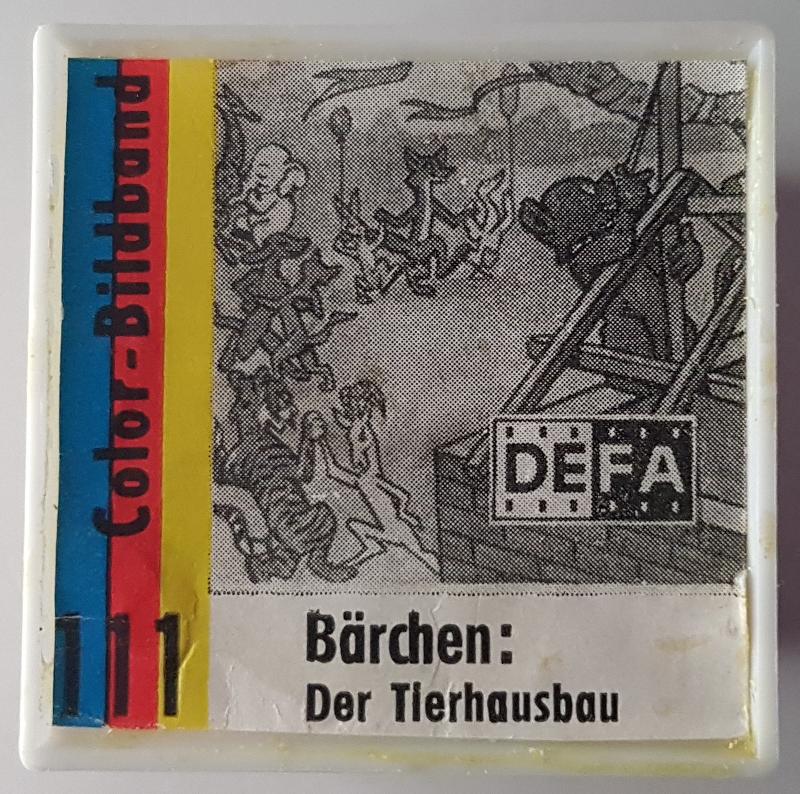 Color-Bildband
111
DEFA
Bärchen:
Der Tierhausbau